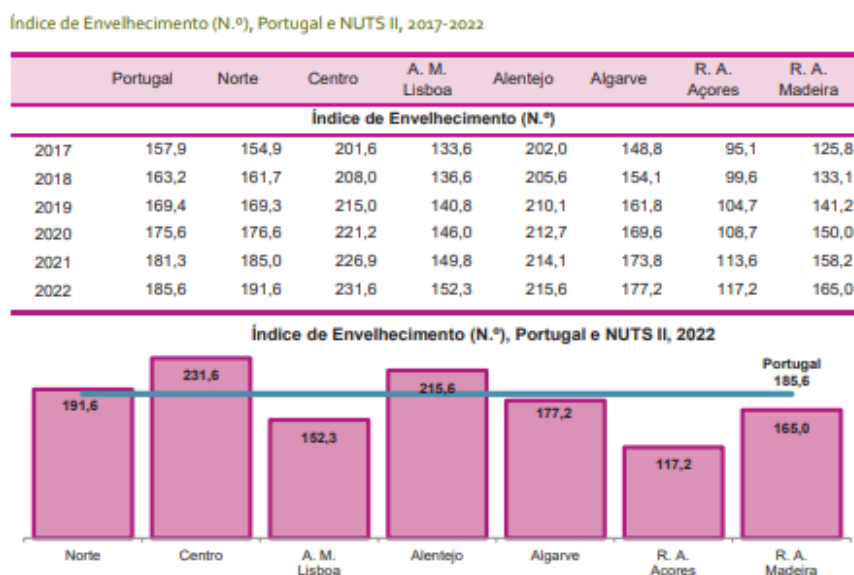 Índice de Envelhecimento (N.º), Portugal e NUTS II, 2017-2022
Portugal Norte Centro A. M. Lisboa Alentejo Algarve R. A. Açores R. A. Madeira
Índice de Envelhecimento (N.º)
2017 157,9 154,9 201,6 133,6 202,0 148,8 95,1 125,8
2018 163,2 161,7 208,0 136,6 205,6 154,1 99,6 133,1
2019 169,4 169,3 215,0 140,8 210,1 161,8 104,7 141,2
2020 175,6 176,6 221,2 146,0 212,7 169,6 108,7 150,0
2021 181,3 185,0 226,9 149,8 214,1 173,8 113,6 158,2
2022 185,6 191,6 231,6 152,3 215,6 177,2 117,2 165,0
Índice de Envelhecimento (N.º), Portugal e NUTS II, 2022
Portugal
185,6
191,6 231,6 152,3 215,6 177,2 117,2 165,0
Norte Centro A. M. Lisboa Alentejo Algarve R. A. Açores R. A. Madeira